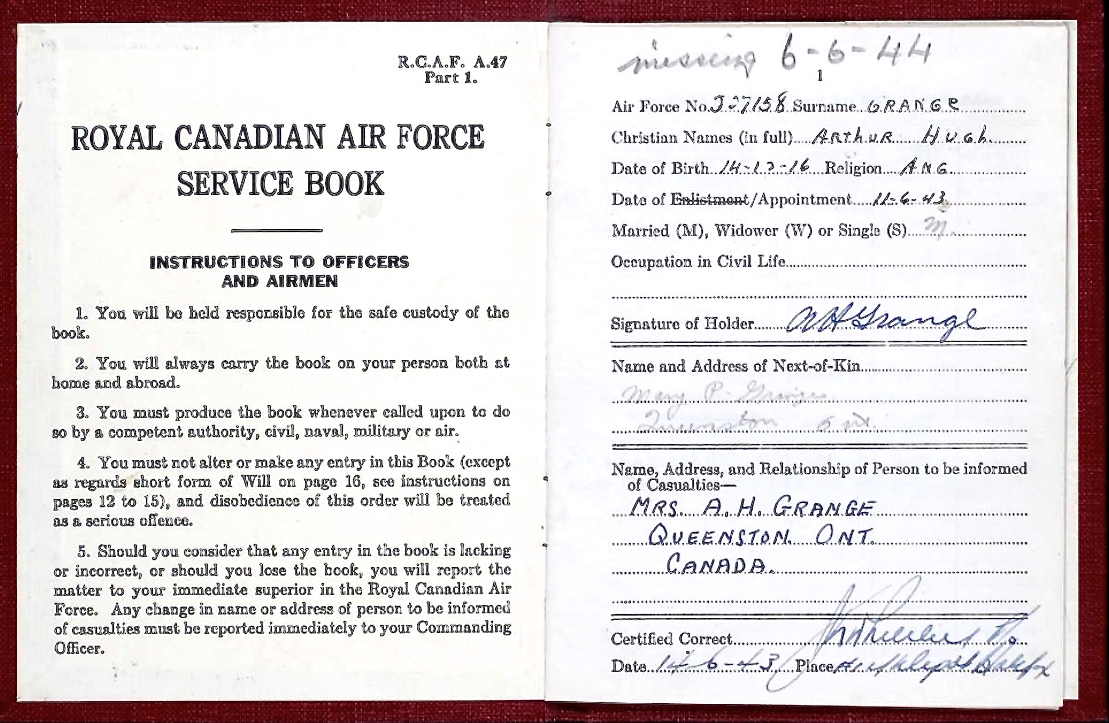 R.C.A.F. A.47
Part 1.
ROYAL CANADIAN AIR FORCE
SERVICE BOOK
INSTRUCTIONS TO OFFICERS
AND AIRMEN
1. You will be held responsible for the safe custody of the
book.
2. You will always carry the book on your person both at
home and abroad.
3. You must produce the book whenever called upon to do
so by a competent authority, civil, naval, military or air.
4. You must not alter or make any entry in this Book (except
as regards short form of Will on page 16, see instructions on
pages 12 to 15), and disobedience of this order will be treated
as a serious offence.
5. Should you consider that any entry in the book is lacking
or incorrect, or should you lose the book, you will report the
matter to your immediate superior in the Royal Canadian Air
Force. Any change in name or address of person to be informed
of casualties must be reported immediately to your Commanding
Officer.
missing 6-6-44
1
Air Force No. J27158 Surname GRANGE
Christian Names (in full) ARTHUR HUGH.
Date of Birth 14-12-16 Religion ANG
Date of Enlistment/Appointment 11-6-43
Married (M), Widower (W) or Single (S) M.
Occupation in Civil Life
Signature of Holder AH Grange
Name and Address of Next-of-Kin
Mary P. Grange
Queenston Ont.
Name, Address, and Relationship of Person to be informed
of Casualties—
MRS. A. H. GRANGE
QUEENSTON. ONT.
CANADA.
Certified Correct
Date 14-6-43 Place